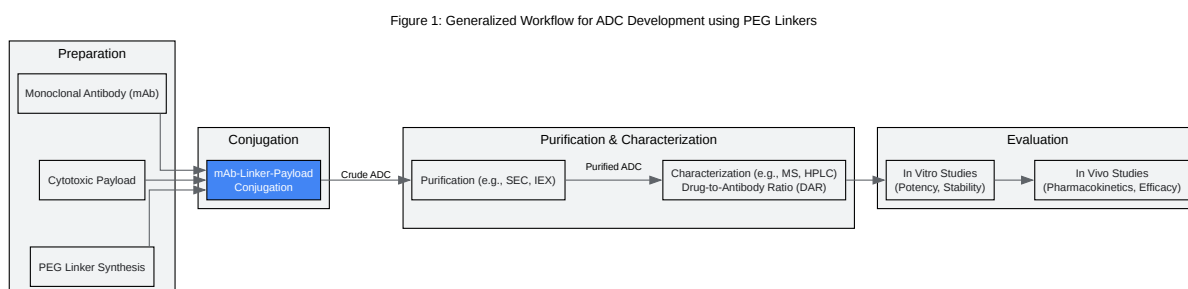 Figure 1: Generalized Workflow for ADC Development using PEG Linkers
Preparation
Monoclonal Antibody (mAb)
Cytotoxic Payload
PEG Linker Synthesis
Conjugation
mAb-Linker-Payload
Conjugation
Crude ADC
Purification & Characterization
Purification (e.g., SEC, IEX)
Purified ADC
Characterization (e.g., MS, HPLC)
Drug-to-Antibody Ratio (DAR)
Evaluation
In Vitro Studies
(Potency, Stability)
In Vivo Studies
(Pharmacokinetics, Efficacy)